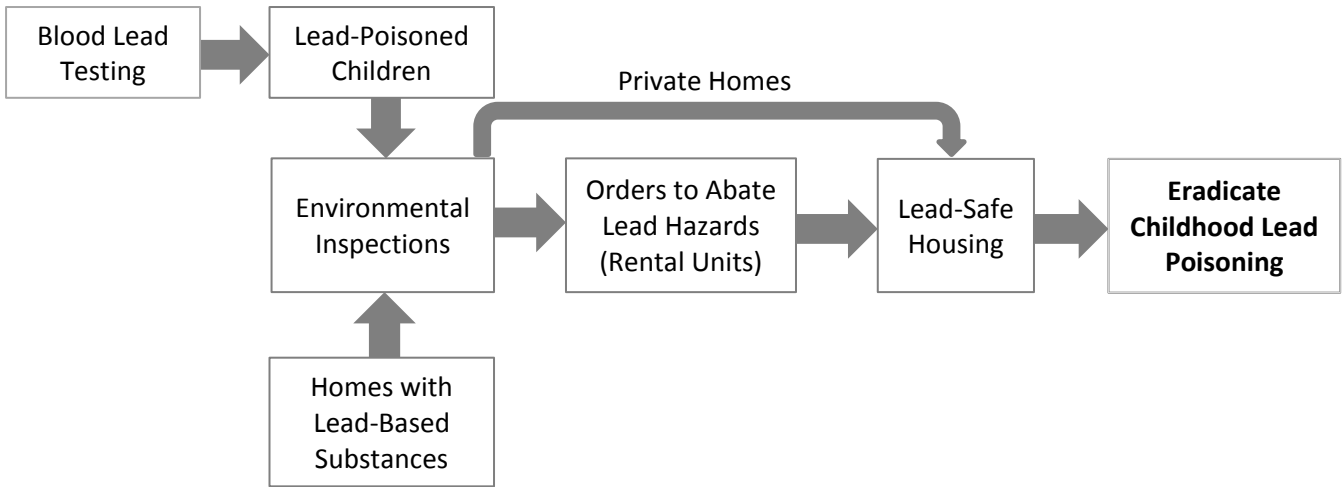 Blood Lead
Testing
Lead-Poisoned
Children
Private Homes
Environmental
Inspections
Orders to Abate
Lead Hazards
(Rental Units)
Lead-Safe
Housing
Eradicate
Childhood Lead
Poisoning
Homes with
Lead-Based
Substances